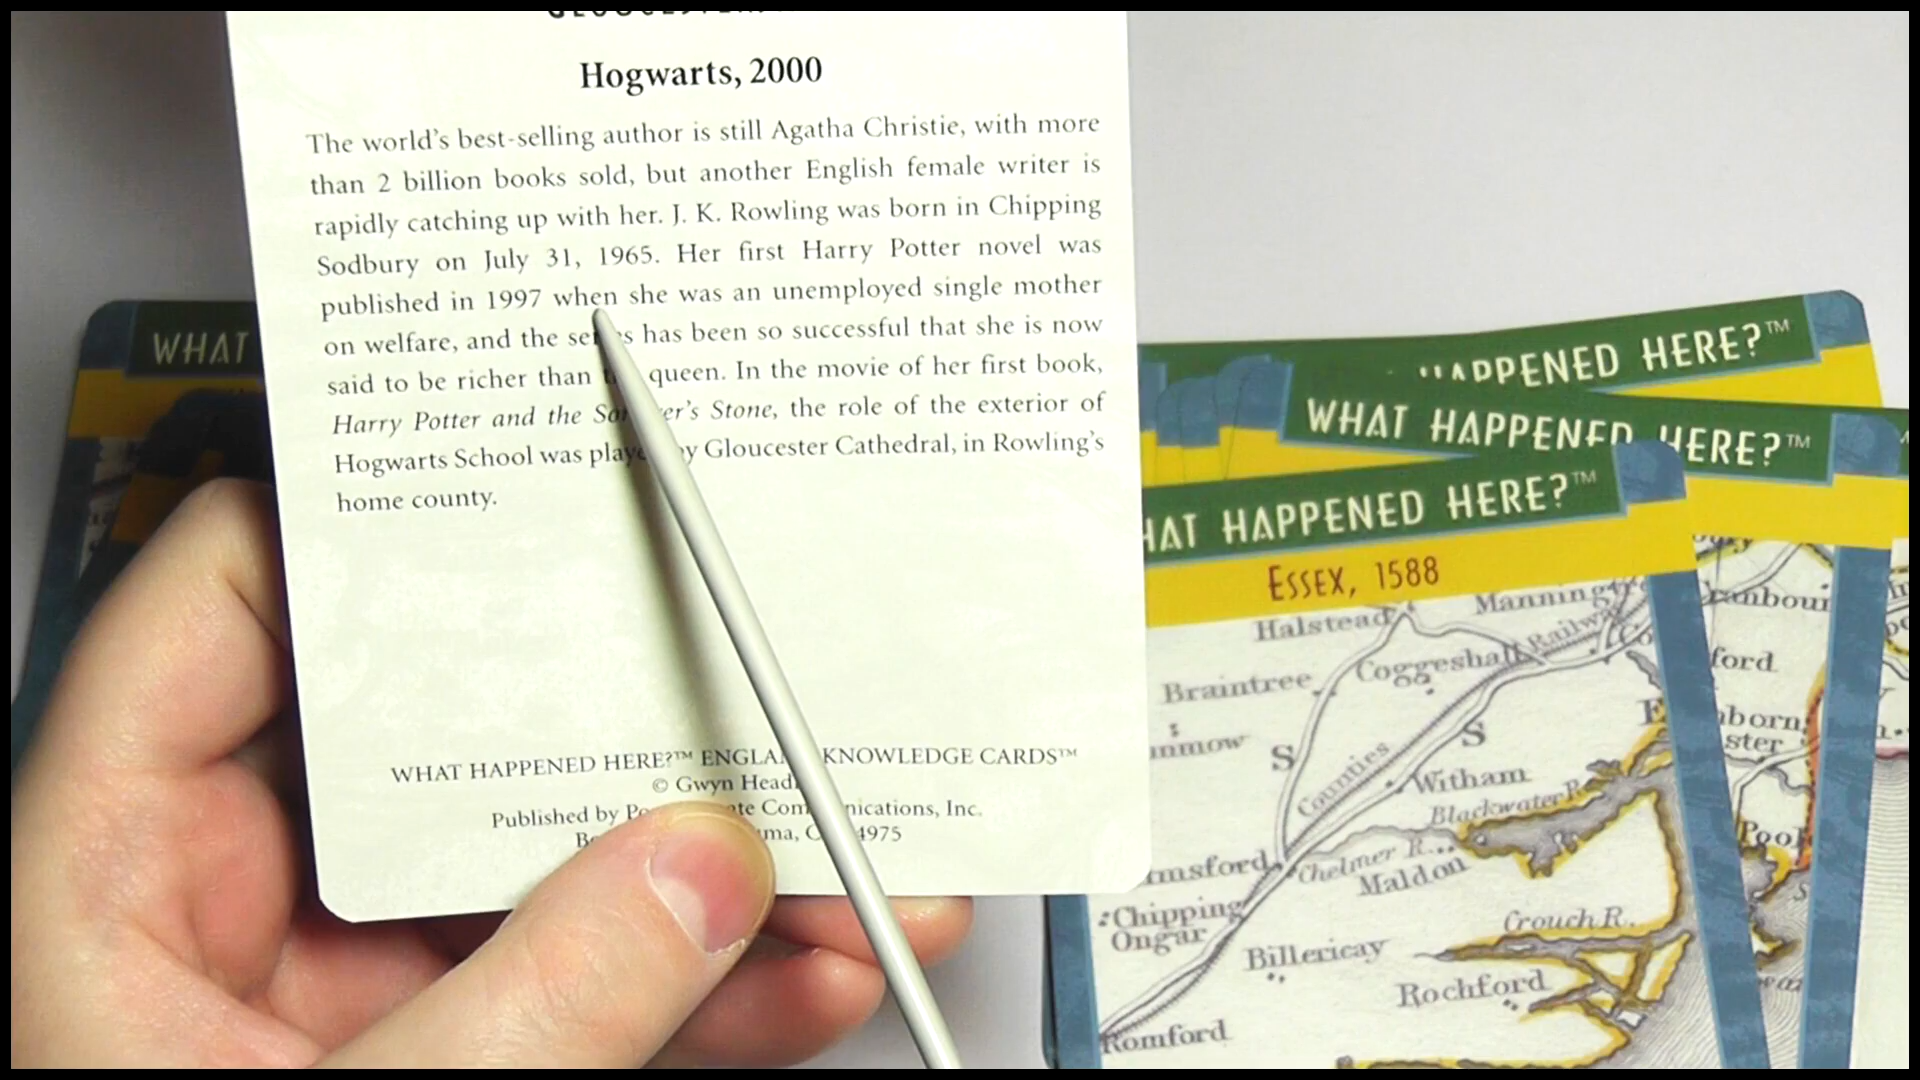 Hogwarts, 2000
The world's best-selling author is still Agatha Christie, with more
than 2 billion books sold, but another English female writer is
rapidly catching up with her. J. K. Rowling was born in Chipping
Sodbury on July 31, 1965. Her first Harry Potter novel was
published in 1997 when she was an unemployed single mother
on welfare, and the has been so successful that she is now
said to be richer than queen. In the movie of her first book,
Harry Potter and the Stone, the role of the exterior of
Hogwarts School was by Gloucester Cathedral, in Rowling's
home county.
WHAT HAPPENED HERE?™ KNOWLEDGE CARDS™
© Gwyn
Published by Inc.
WHAT
HERE?™
WHAT HAPPENED HERE?™
HAPPENED HERE?™
ESSEX, 1588
Halstead
Coggeshall
Railway
Braintree
S
S
Counties
Witham
Blackwater R.
Chelmer R.
Maldon
Chipping
Ongar
Crouch R.
Billericay
Rochford
Romford